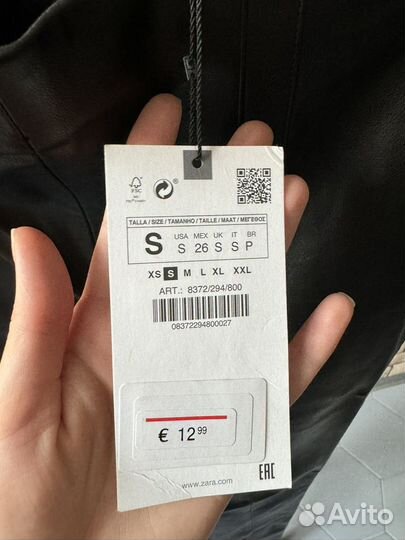 FSC
TALLA / SIZE / TAMANHO / TAILLE / MAAT / ΜΕΓΕΘΟΣ
S
USA MEX UK IT BR
S 26 S S P
XS S M L XL XXL
ART.: 8372/294/800
08372294800027
€ 12 99
www.zara.com
EAC
Avito